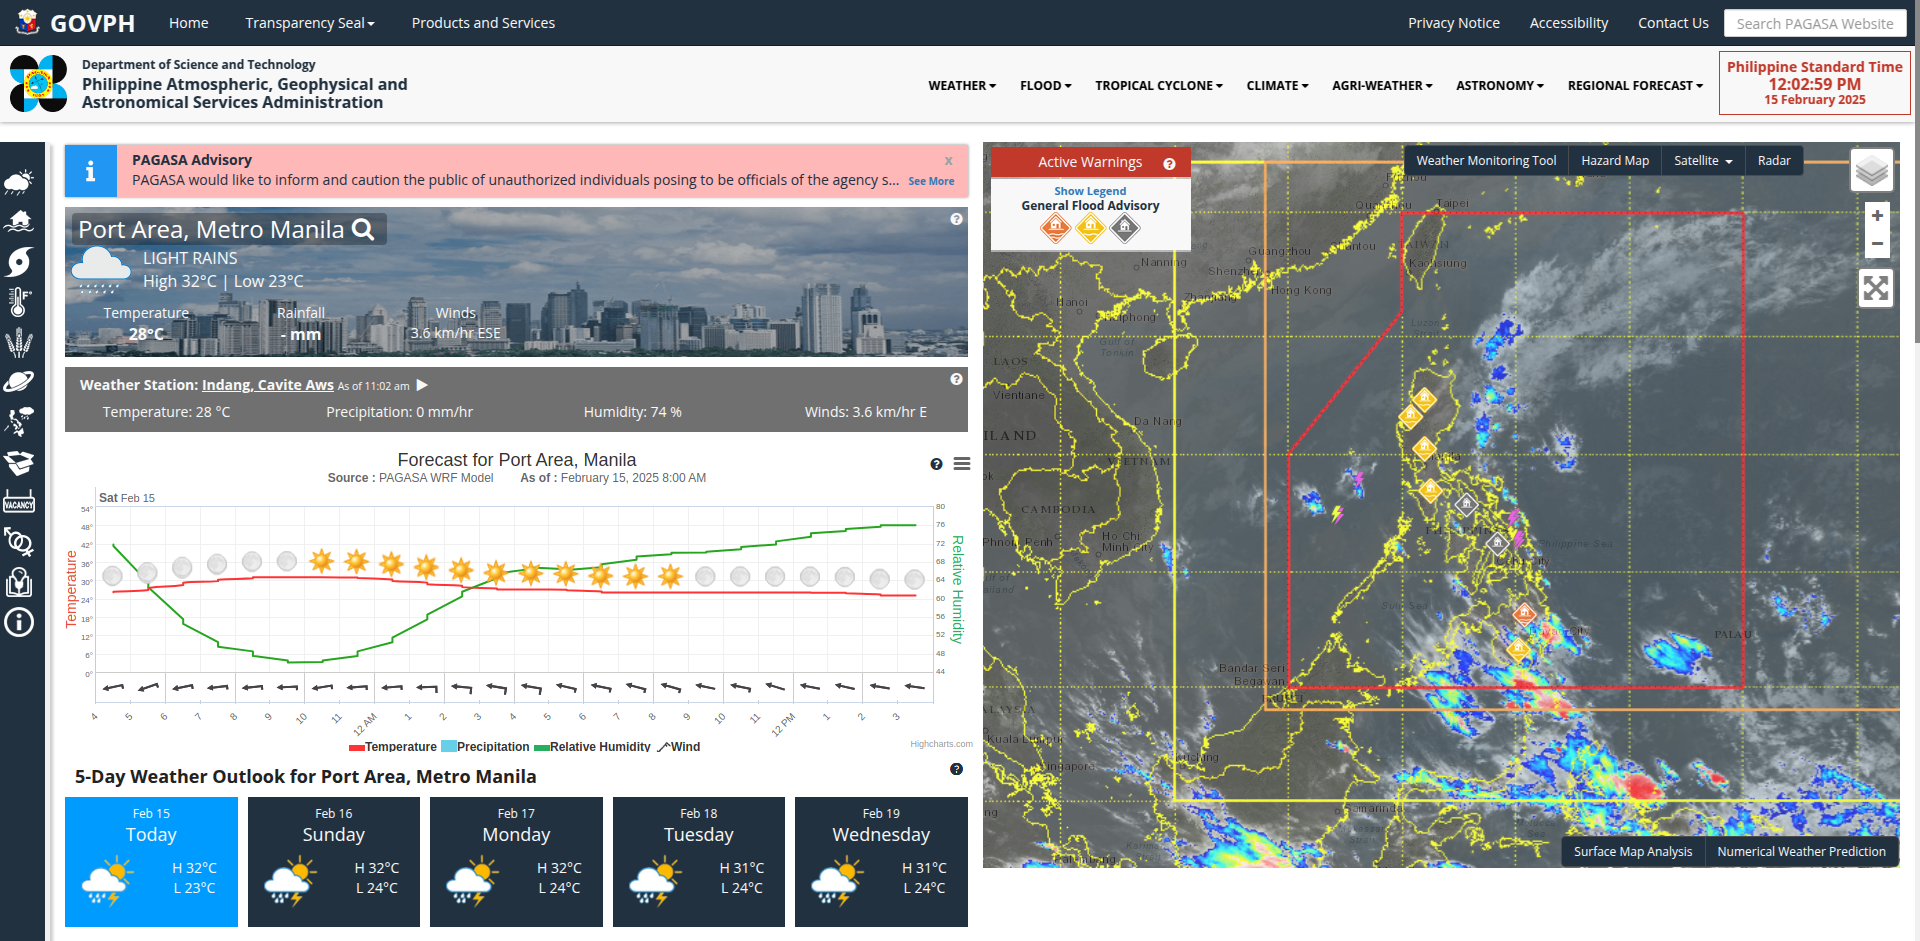 GOVPH
Home
Transparency Seal
Products and Services
Privacy Notice
Accessibility
Contact Us
Search PAGASA Website
Department of Science and Technology
Philippine Atmospheric, Geophysical and
Astronomical Services Administration
WEATHER
FLOOD
TROPICAL CYCLONE
CLIMATE
AGRI-WEATHER
ASTRONOMY
REGIONAL FORECAST
Philippine Standard Time
12:02:59 PM
15 February 2025
PAGASA Advisory
x
PAGASA would like to inform and caution the public of unauthorized individuals posing to be officials of the agency s...
See More
Port Area, Metro Manila
LIGHT RAINS
High 32°C | Low 23°C
Temperature
Rainfall
Winds
28°C
- mm
3.6 km/hr ESE
Weather Station: Indang, Cavite Aws As of 11:02 am
Temperature: 28 °C
Precipitation: 0 mm/hr
Humidity: 74 %
Winds: 3.6 km/hr E
VACANCY
Forecast for Port Area, Manila
Source : PAGASA WRF Model
As of : February 15, 2025 8:00 AM
Sat Feb 15
Temperature
54°
48°
42°
36°
30°
24°
18°
12°
6°
0°
80
76
72
68
64
60
56
52
48
44
Relative Humidity
4
5
6
7
8
9
10
11
12 AM
1
2
3
4
5
6
7
8
9
10
11
12 PM
1
2
3
Temperature
Precipitation
Relative Humidity
Wind
Highcharts.com
5-Day Weather Outlook for Port Area, Metro Manila
Feb 15
Today
H 32°C
L 23°C
Feb 16
Sunday
H 32°C
L 24°C
Feb 17
Monday
H 32°C
L 24°C
Feb 18
Tuesday
H 31°C
L 24°C
Feb 19
Wednesday
H 31°C
L 24°C
Active Warnings
Show Legend
General Flood Advisory
Weather Monitoring Tool
Hazard Map
Satellite
Radar
+
−
Taipei
Guangzhou
Kaohsiung
Nanning
Shenzhen
Hong Kong
Hanoi
Haiphong
Gulf of
Tonkin
LAOS
Vientiane
Da Nang
VIETNAM
CAMBODIA
Phnom Penh
Ho Chi
Minh City
Philippine Sea
Sulu Sea
PALAU
Bandar Seri
Begawan
Kuala Lumpur
Singapore
Kuching
Samarinda
Surface Map Analysis
Numerical Weather Prediction